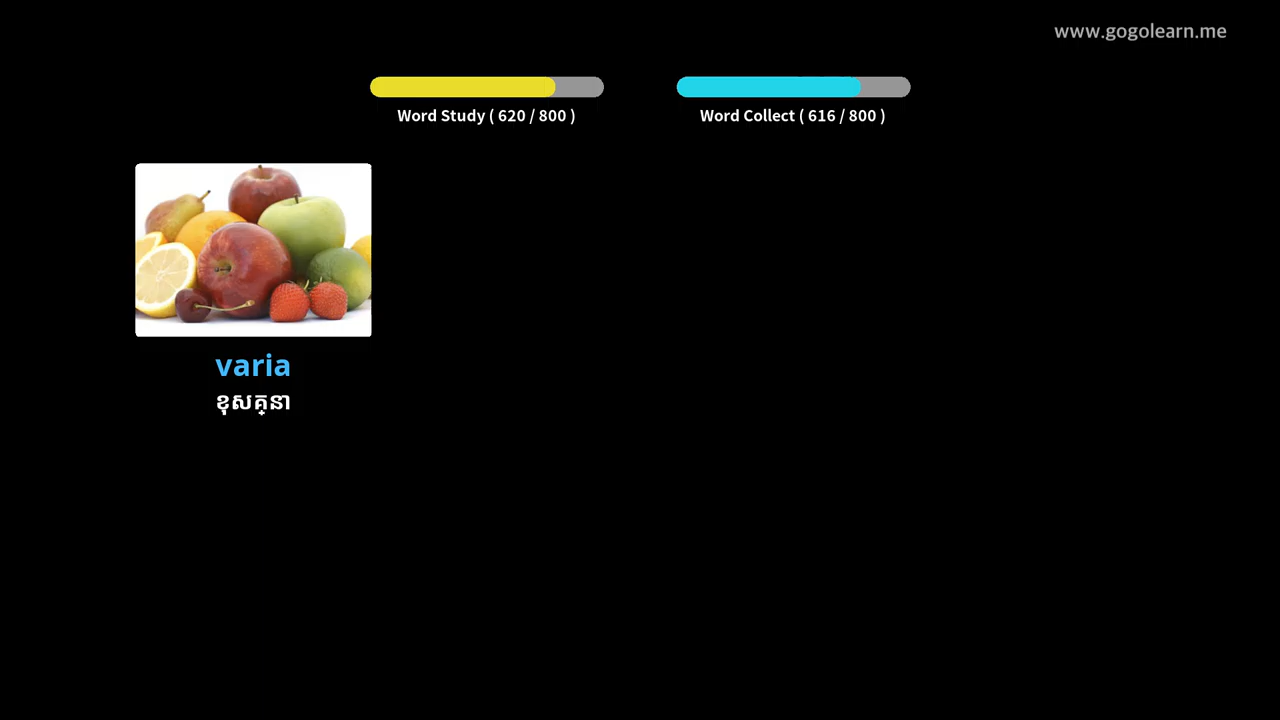 www.gogolearn.me
Word Study ( 620 / 800 )
Word Collect ( 616 / 800 )
varia
ខុសគ្នា